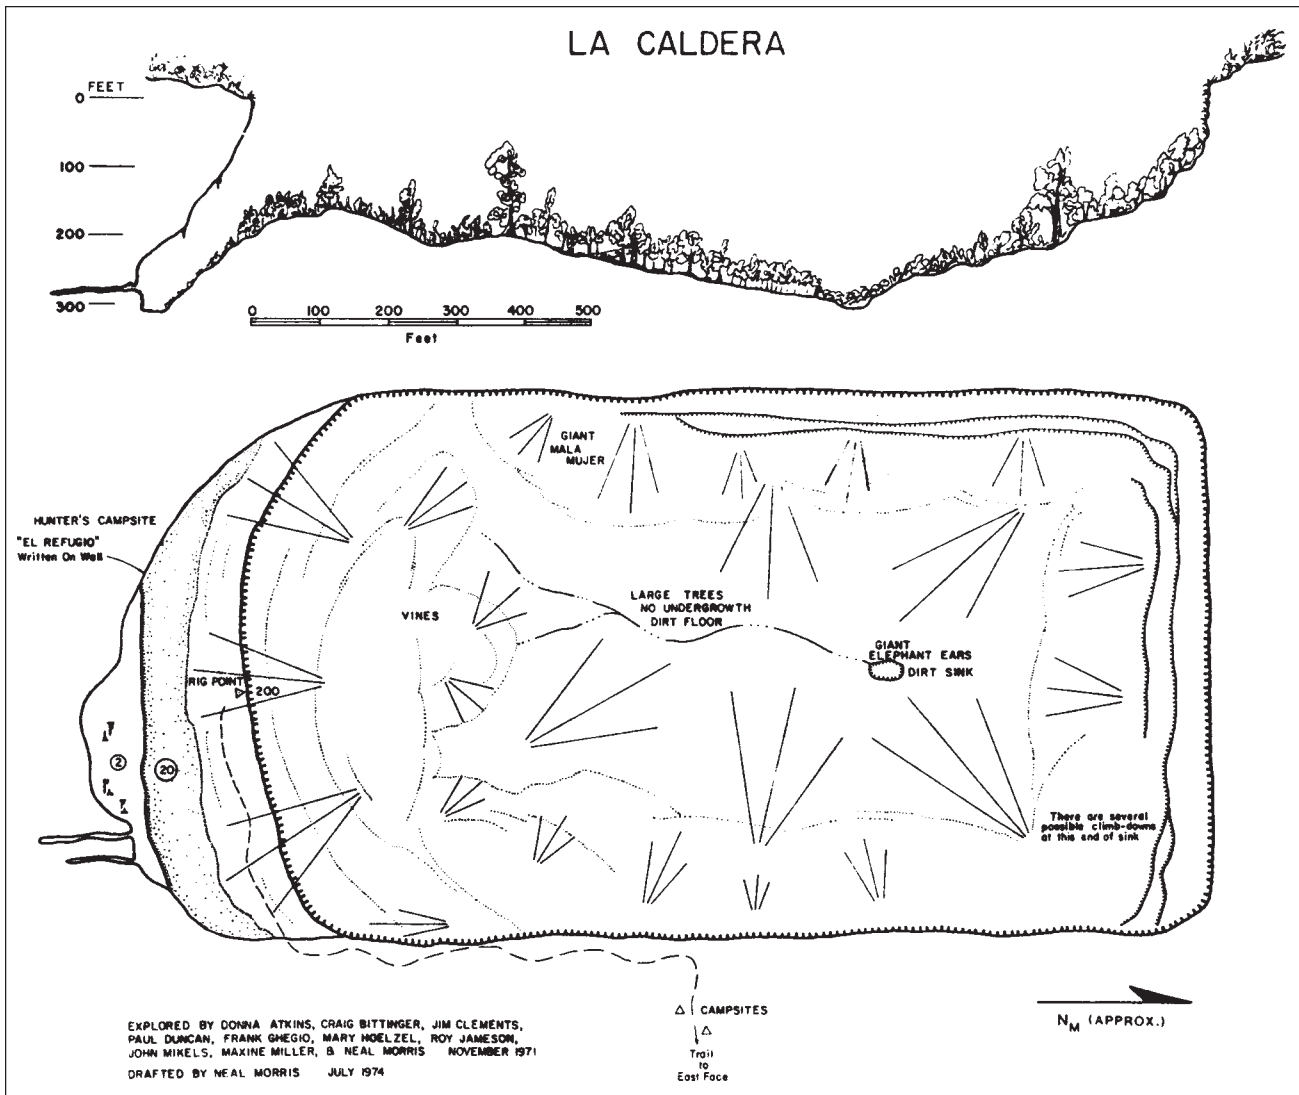 LA CALDERA
FEET
0
100
200
300
0 100 200 300 400 500
Feet
GIANT
MALA
MUJER
HUNTER'S CAMPSITE
"EL REFUGIO"
Written On Wall
LARGE TREES
NO UNDERGROWTH
DIRT FLOOR
VINES
GIANT
ELEPHANT EARS
DIRT SINK
RIG POINT
200
2
20
There are several
possible climb-downs
at this end of sink
CAMPSITES
Trail
to
East Face
N M (APPROX.)
EXPLORED BY DONNA ATKINS, CRAIG BITTINGER, JIM CLEMENTS,
PAUL DUNCAN, FRANK GHEGIO, MARY HOELZEL, ROY JAMESON,
JOHN MIKELS, MAXINE MILLER, & NEAL MORRIS NOVEMBER 1971
DRAFTED BY NEAL MORRIS JULY 1974